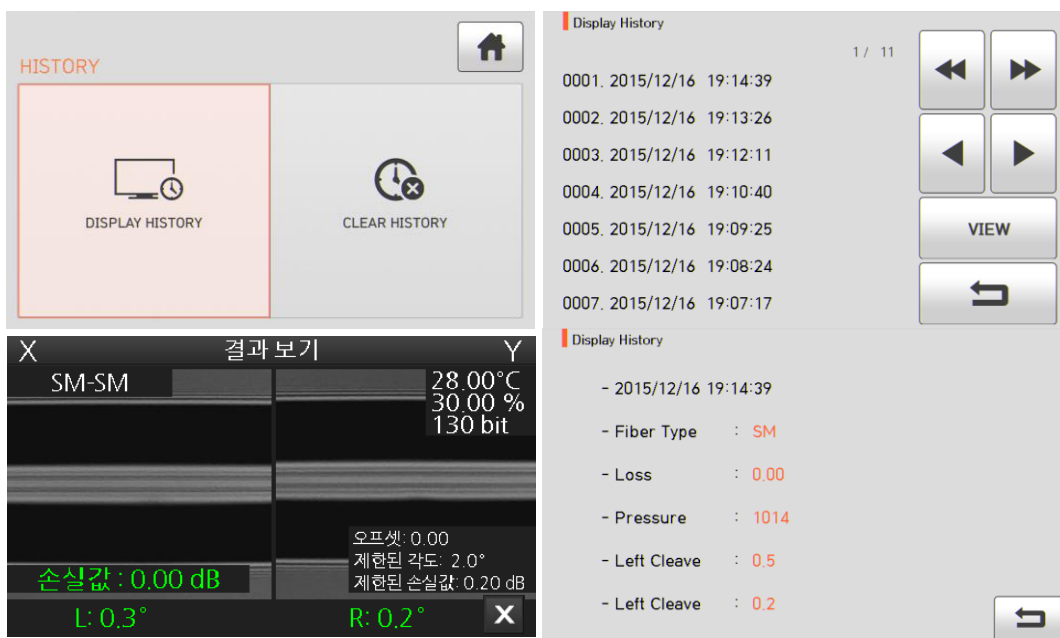 HISTORY
DISPLAY HISTORY
CLEAR HISTORY
Display History
1/ 11
0001. 2015/12/16 19:14:39
0002. 2015/12/16 19:13:26
0003. 2015/12/16 19:12:11
0004. 2015/12/16 19:10:40
0005. 2015/12/16 19:09:25
0006. 2015/12/16 19:08:24
0007. 2015/12/16 19:07:17
VIEW
X 결과 보기 Y
SM-SM
28.00°C
30.00 %
130 bit
오프셋: 0.00
제한된 각도: 2.0°
제한된 손실값: 0.20 dB
손실값 : 0.00 dB
L: 0.3° R: 0.2° X
Display History
- 2015/12/16 19:14:39
- Fiber Type : SM
- Loss : 0.00
- Pressure : 1014
- Left Cleave : 0.5
- Left Cleave : 0.2